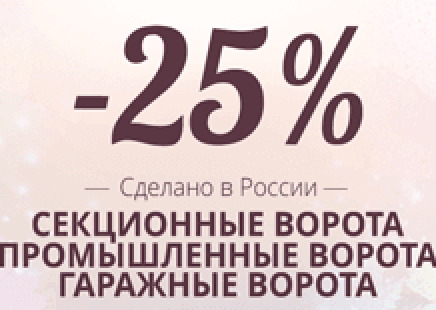 -25%
— Сделано в России —
СЕКЦИОННЫЕ ВОРОТА
ПРОМЫШЛЕННЫЕ ВОРОТА
ГАРАЖНЫЕ ВОРОТА